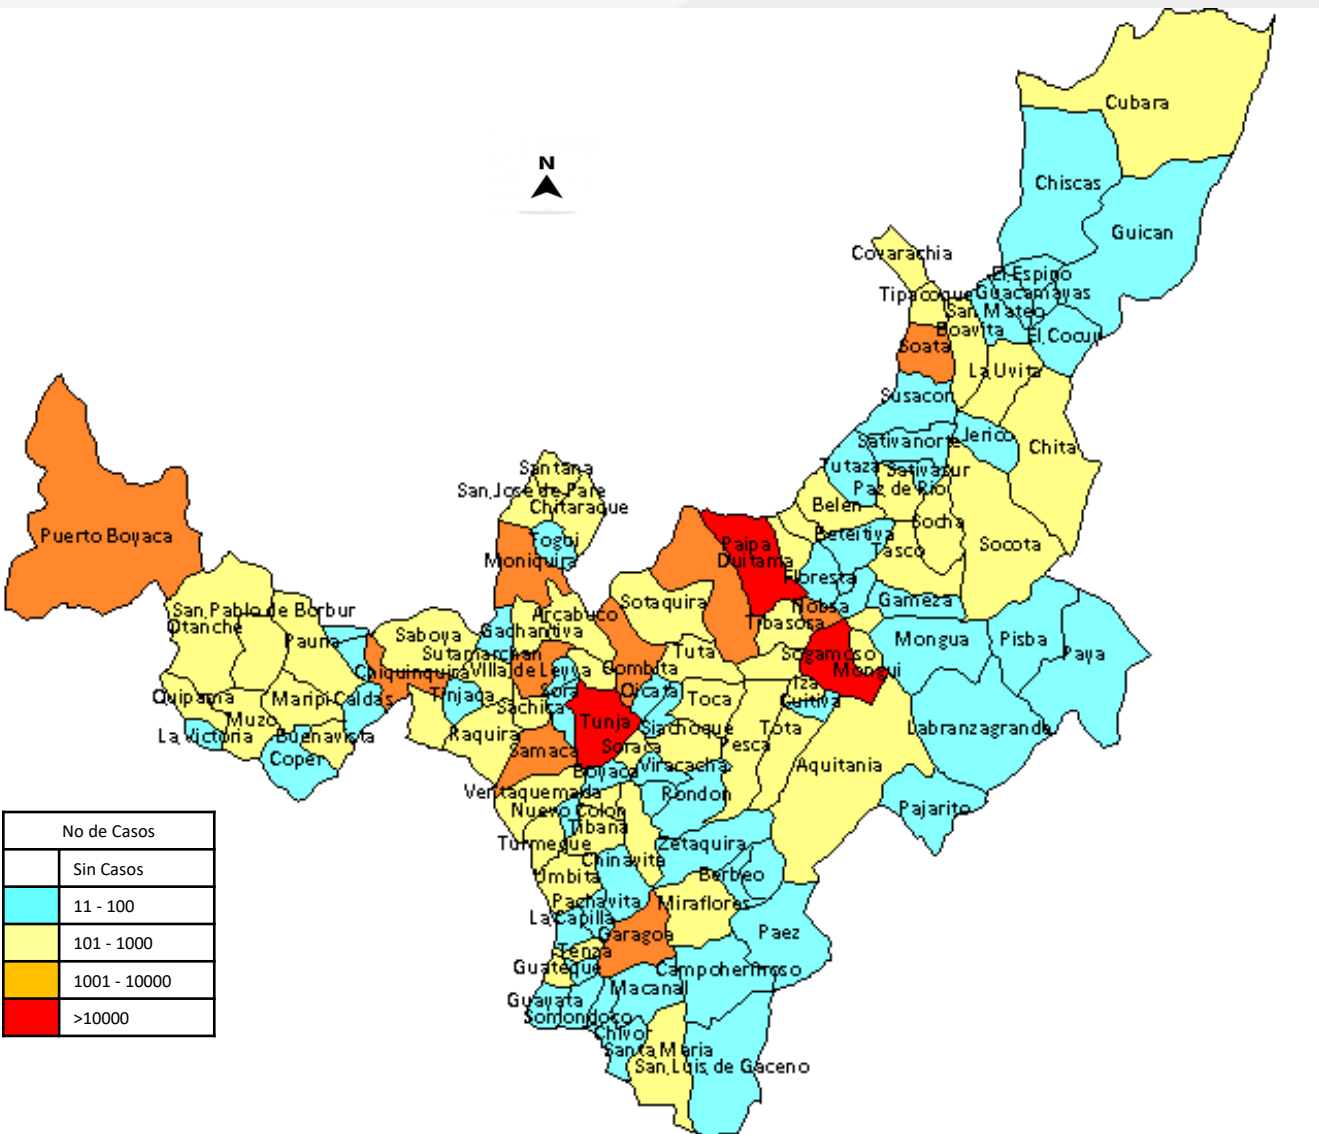 Cubara
N
Chiscas
Guican
Covarachia
El Espino
Tipacoque
Guacamayas
San Mateo
Boavita
El Cocuy
Soata
La Uvita
Susacon
Sativanorte
Jerico
Chita
Santana
Tutaza
Sativasur
San Jose de Pare
Paz de Rio
Chitaraque
Belen
Socha
Puerto Boyaca
Togui
Paipa
Beteitiva
Tasco
Socota
Moniquira
Duitama
Floresta
San Pablo de Borbur
Sotaquira
Nobsa
Gameza
Otanche
Arcabuco
Tibasosa
Pauna
Saboya
Gachantiva
Mongua
Pisba
Paya
Sutamarchan
Tuta
Sogamoso
Chiquinquira
VIlla de Leyva
Combita
Mongui
Iza
Quipama
Maripi
Caldas
Tinjaca
Sora
Oicata
Toca
Cuitiva
Sachica
Muzo
Tunja
Siachoque
Tota
Labranzagrande
La Victoria
Buenavista
Raquira
Samaca
Soraca
Pesca
Coper
Boyaca
Viracacha
Aquitania
Ventaquemada
Rondon
Nuevo Colon
Pajarito
No de Casos
Tibana
Turmeque
Zetaquira
Sin Casos
Chinavita
Umbita
Berbeo
11 - 100
Pachavita
Miraflores
La Capilla
101 - 1000
Garagoa
Paez
Tenza
Guateque
Campohermoso
1001 - 10000
Macanal
Guayata
>10000
Somondoco
Chivor
Santa Maria
San Luis de Gaceno